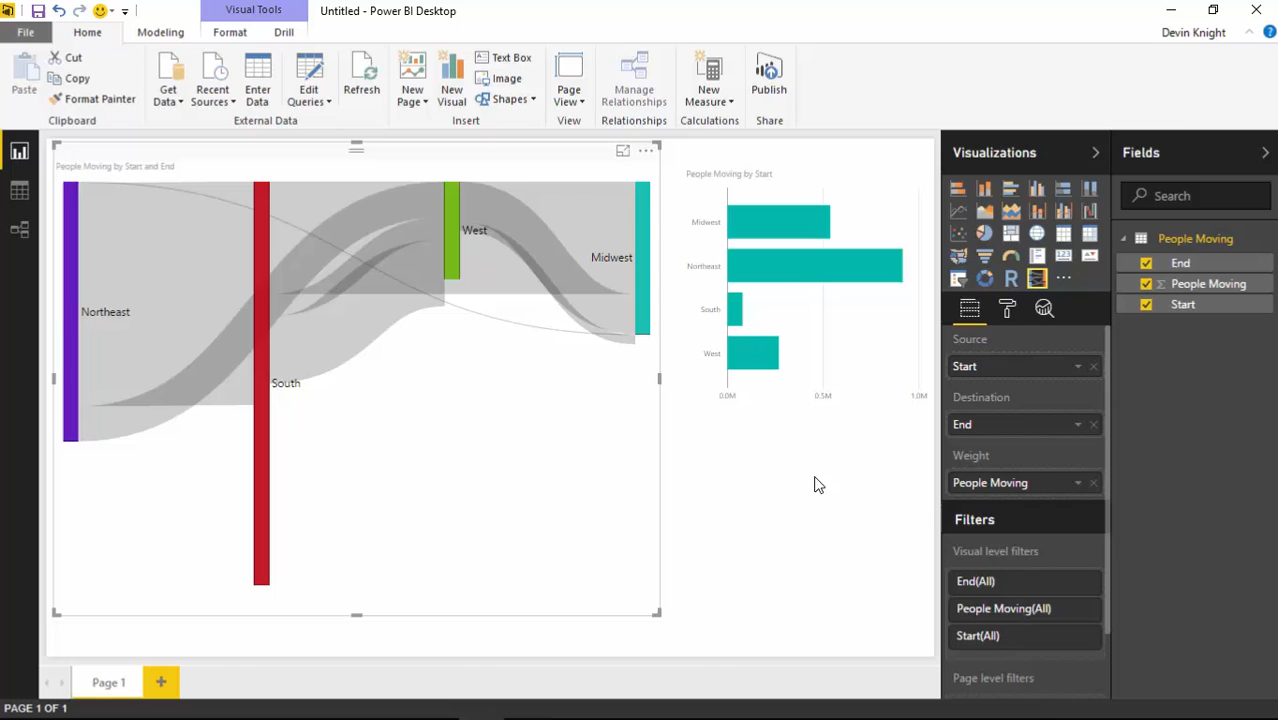 Visual Tools
Untitled - Power BI Desktop
File
Home
Modeling
Format
Drill
Devin Knight
Paste
Cut
Copy
Format Painter
Clipboard
Get Data
Recent Sources
Enter Data
Edit Queries
Refresh
External Data
New Page
New Visual
Text Box
Image
Shapes
Insert
Page View
View
Manage Relationships
Relationships
New Measure
Calculations
Publish
Share
People Moving by Start and End
Northeast
South
West
Midwest
People Moving by Start
Midwest
Northeast
South
West
0.0M
0.5M
1.0M
Visualizations
R
123
Source
Start
Destination
End
Weight
People Moving
Filters
Visual level filters
End(All)
People Moving(All)
Start(All)
Page level filters
Fields
Search
People Moving
End
Σ People Moving
Start
Page 1
PAGE 1 OF 1